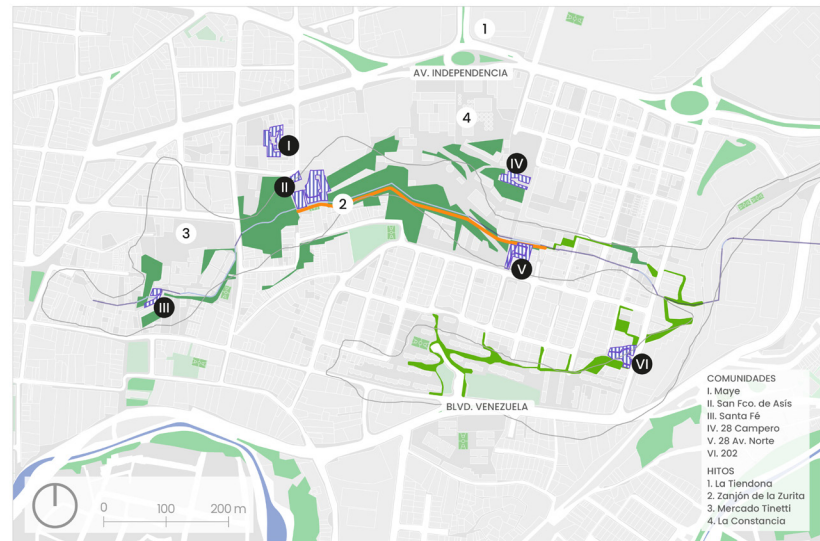 1
AV. INDEPENDENCIA
4
I
IV
II
2
3
V
III
VI
COMUNIDADES
I. Maye
II. San Fco. de Asís
III. Santa Fé
IV. 28 Campero
V. 28 Av. Norte
VI. 202
BLVD. VENEZUELA
HITOS
1. La Tiendona
2. Zanjón de la Zurita
3. Mercado Tinetti
4. La Constancia
0 100 200 m